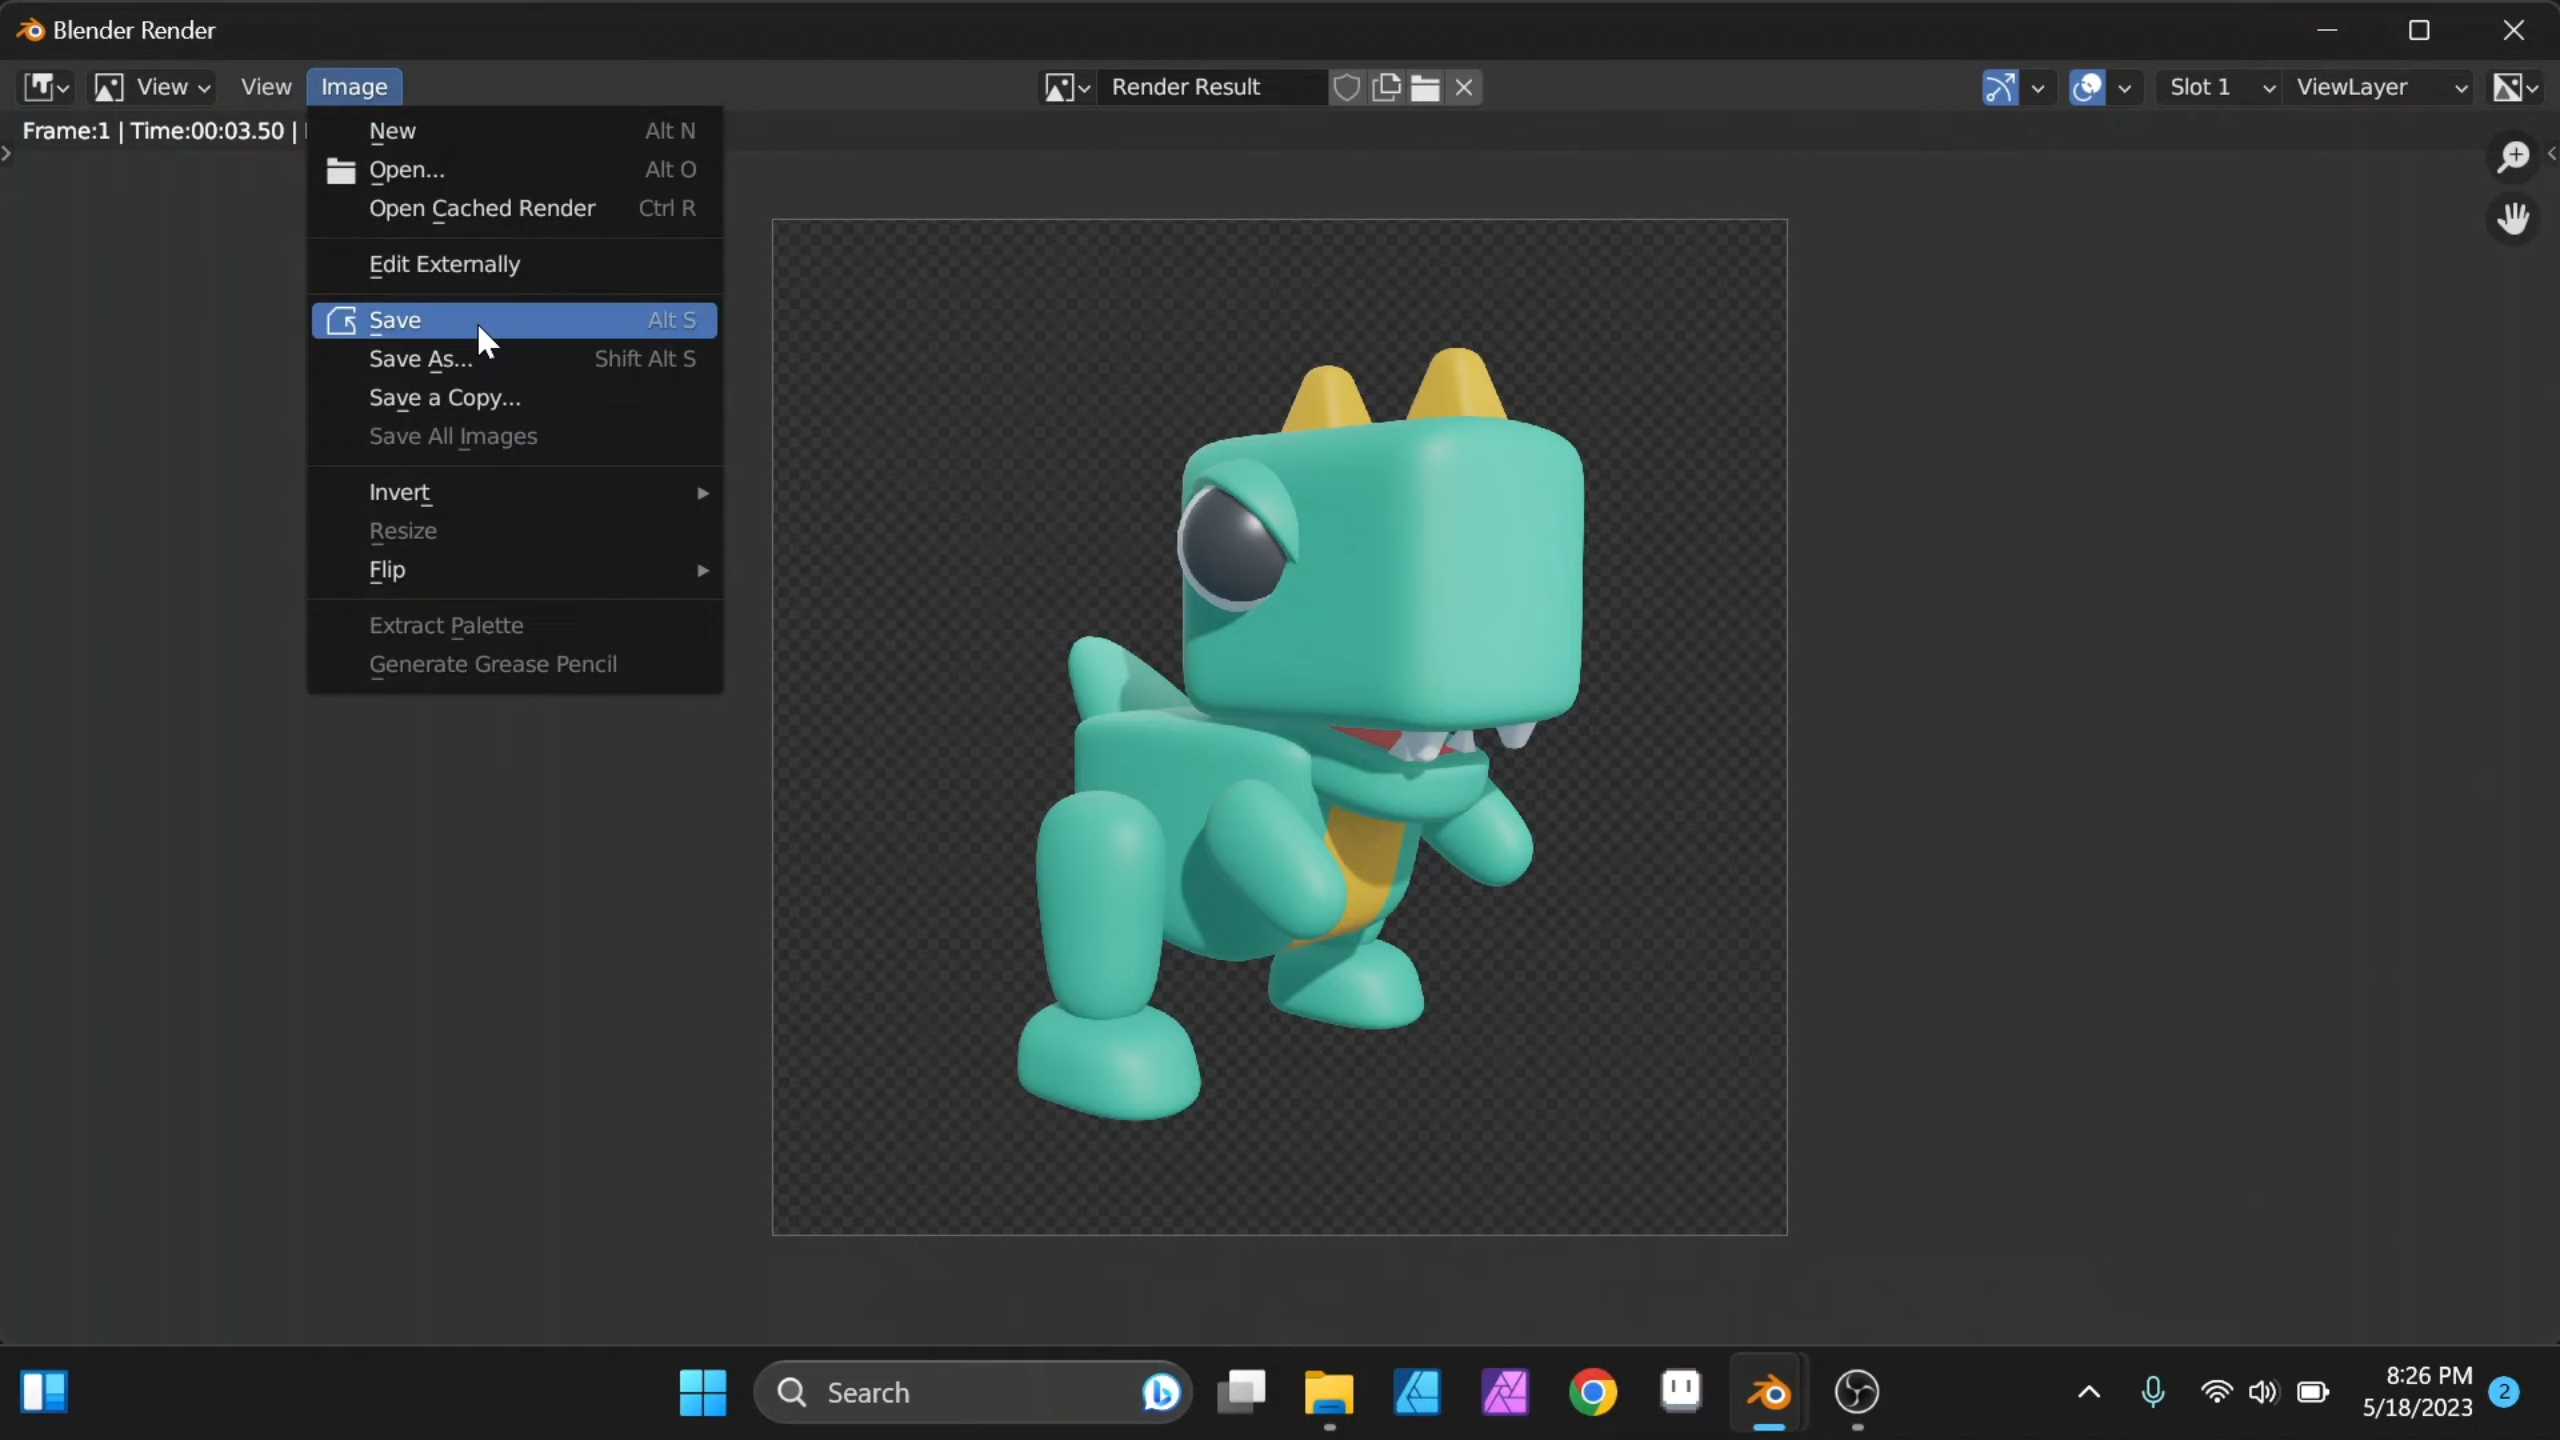 Blender Render
View View Image Render Result Slot 1 ViewLayer
Frame:1 | Time:00:03.50 |
New Alt N
Open... Alt O
Open Cached Render Ctrl R
Edit Externally
Save Alt S
Save As... Shift Alt S
Save a Copy...
Save All Images
Invert
Resize
Flip
Extract Palette
Generate Grease Pencil
Search
8:26 PM
5/18/2023
2